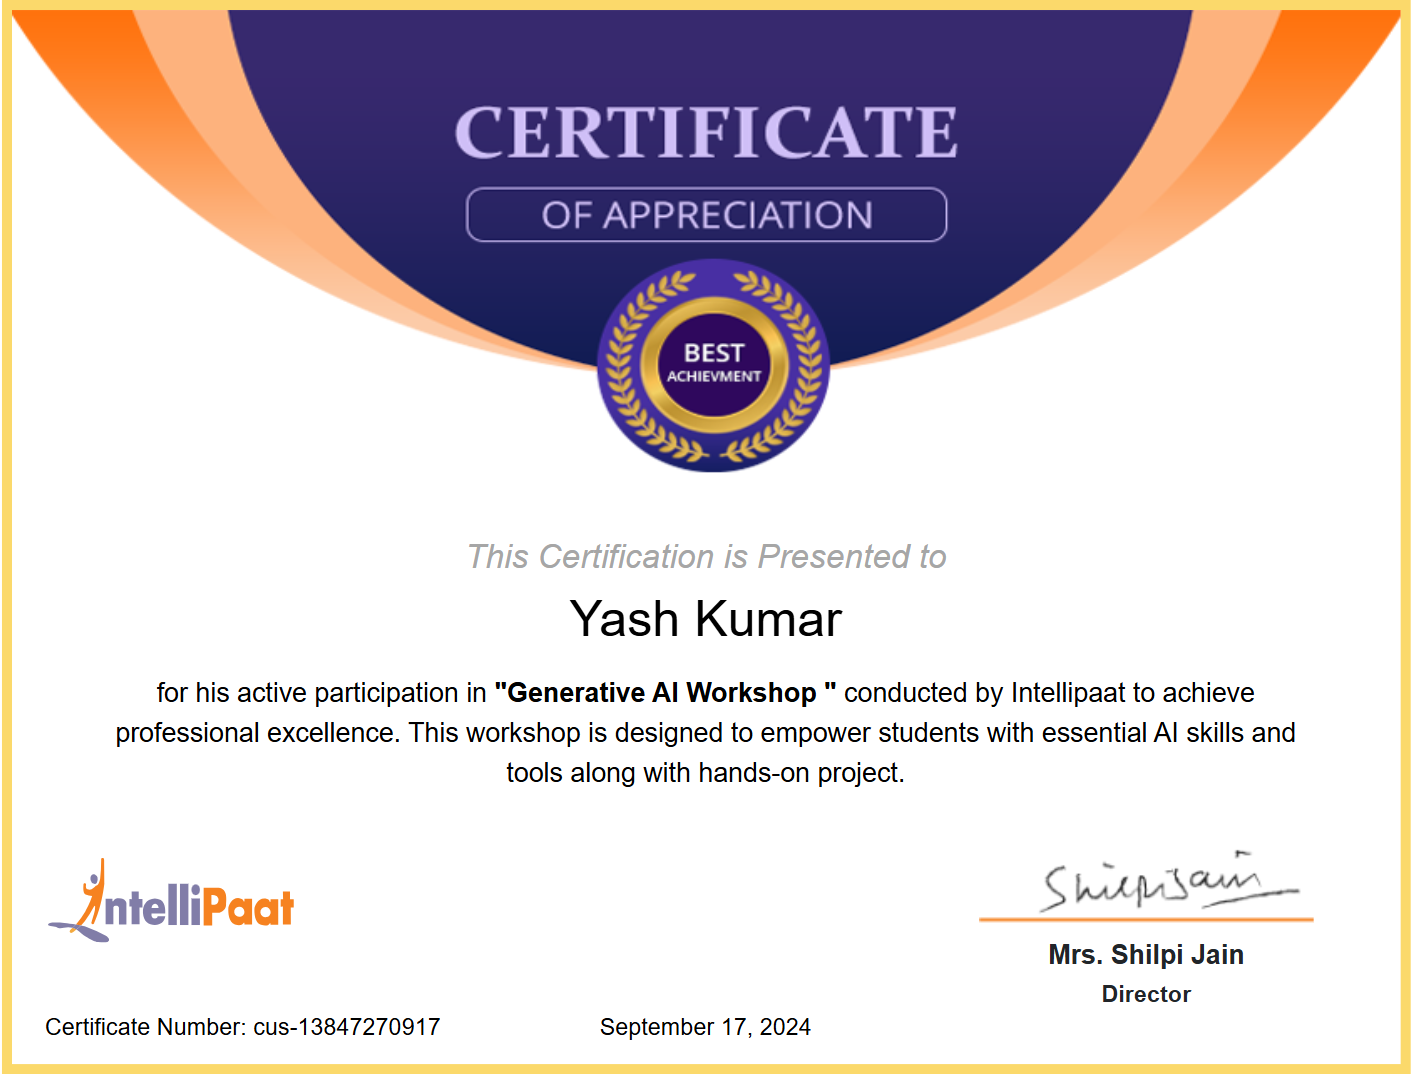 CERTIFICATE
OF APPRECIATION
BEST
ACHIEVMENT
This Certification is Presented to
Yash Kumar
for his active participation in "Generative AI Workshop " conducted by Intellipaat to achieve
professional excellence. This workshop is designed to empower students with essential AI skills and
tools along with hands-on project.
IntelliPaat
Shilpi Jain
Mrs. Shilpi Jain
Director
Certificate Number: cus-13847270917
September 17, 2024